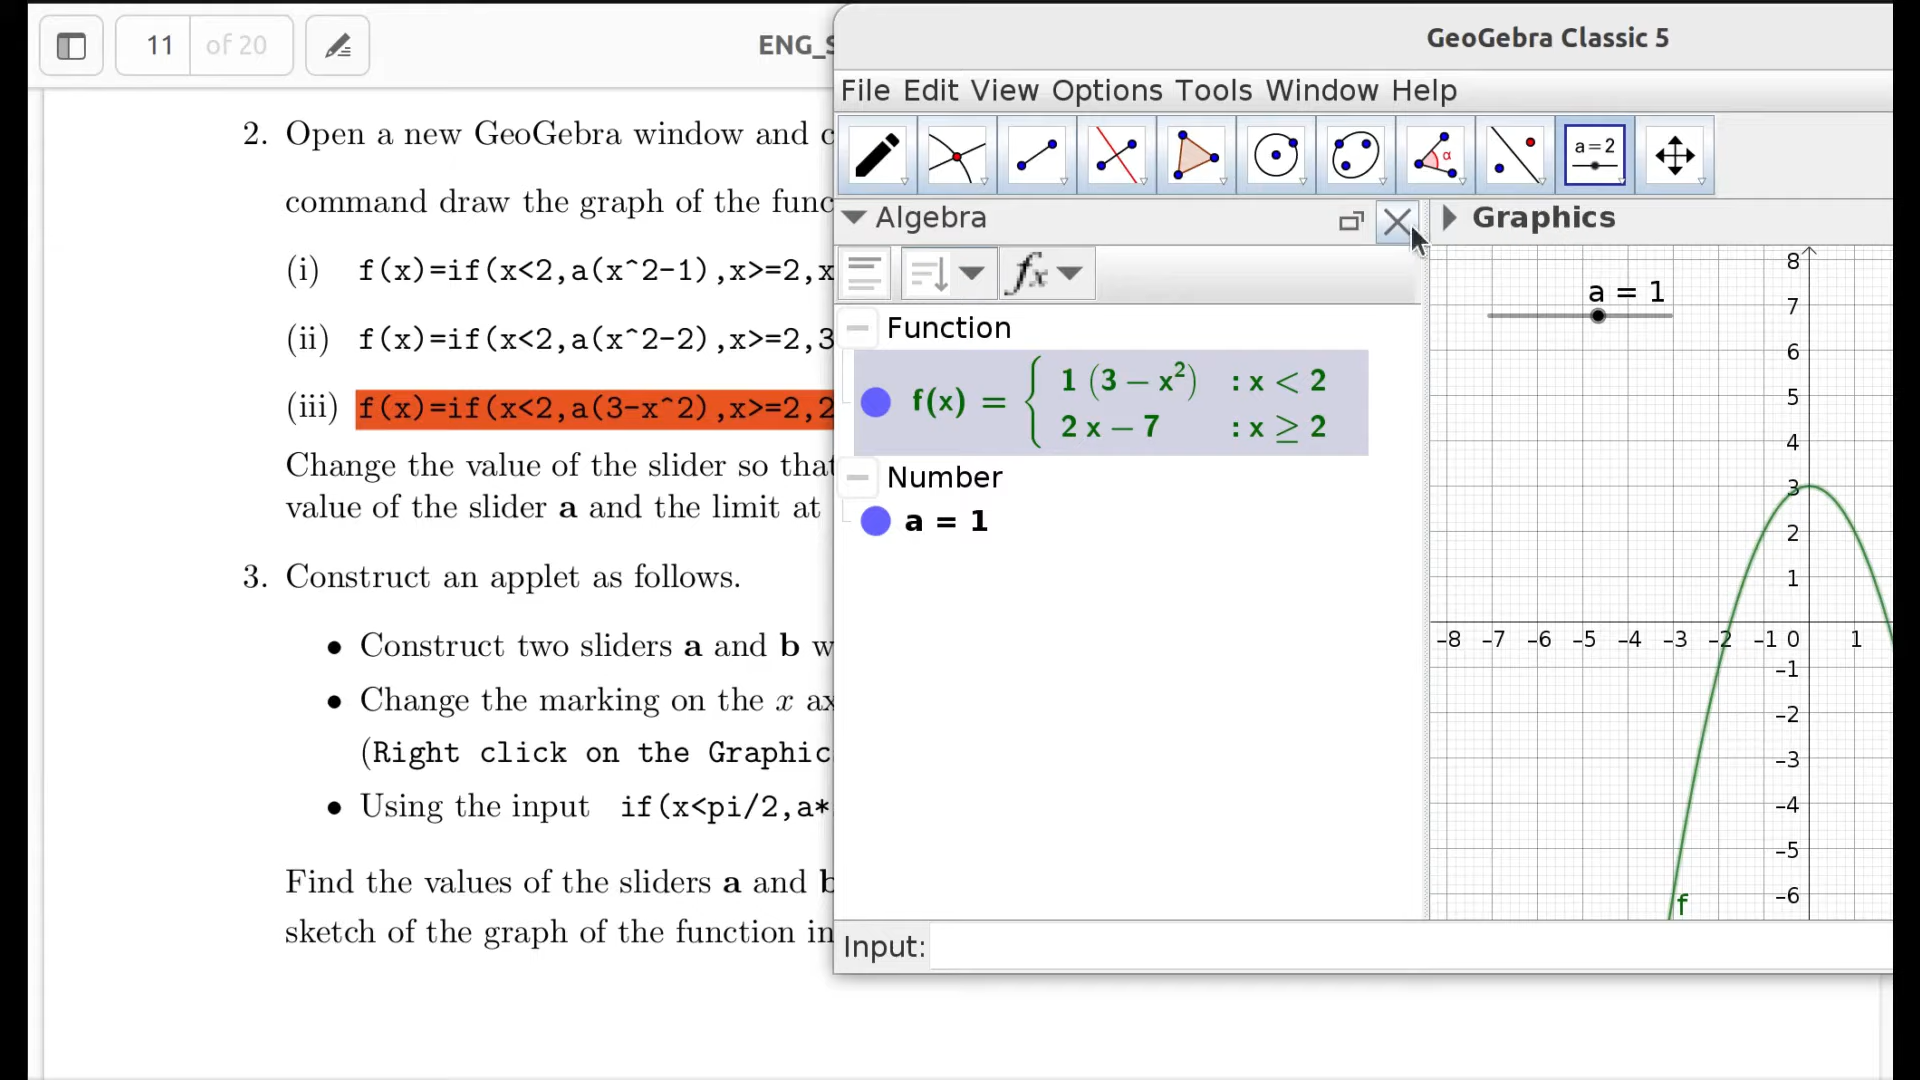 11 of 20
ENG_S
2. Open a new GeoGebra window and c
command draw the graph of the func
(i) f(x)=if(x<2,a(x^2-1),x>=2,x
(ii) f(x)=if(x<2,a(x^2-2),x>=2,3
(iii) f(x)=if(x<2,a(3-x^2),x>=2,2
Change the value of the slider so that
value of the slider a and the limit at
3. Construct an applet as follows.
• Construct two sliders a and b w
• Change the marking on the x ax
(Right click on the Graphic
• Using the input if(x<pi/2,a*
Find the values of the sliders a and b
sketch of the graph of the function in
GeoGebra Classic 5
File Edit View Options Tools Window Help
α
a=2
Algebra
Graphics
fx
Function
f(x) = { 1 (3 – x²) : x < 2
2 x – 7 : x ≥ 2
Number
a = 1
a = 1
8
7
6
5
4
3
2
1
–8 –7 –6 –5 –4 –3 –2 –1 0 1
–1
–2
–3
–4
–5
–6
f
Input: